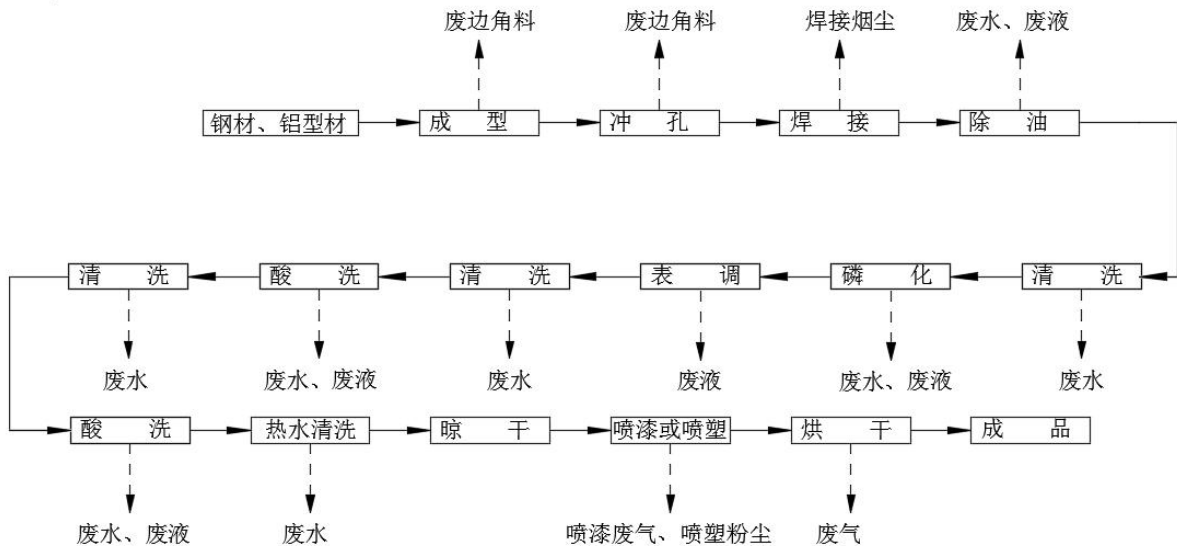 废边角料 废边角料 焊接烟尘 废水、废液
钢材、铝型材 成 型 冲 孔 焊 接 除 油
清 洗 酸 洗 清 洗 表 调 磷 化 清 洗
废水 废水、废液 废水 废液 废水、废液 废水
酸 洗 热水清洗 晾 干 喷漆或喷塑 烘 干 成 品
废水、废液 废水 喷漆废气、喷塑粉尘 废气